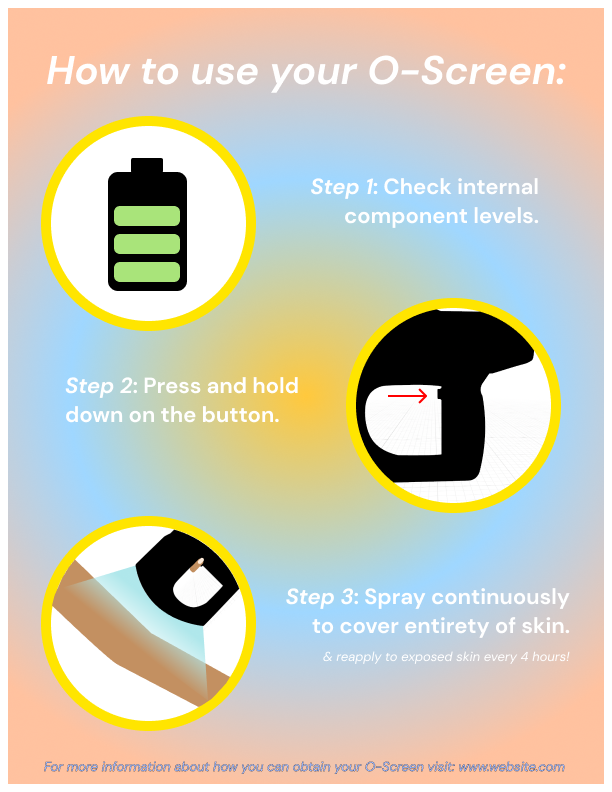 How to use your O-Screen:
Step 1: Check internal
component levels.
Step 2: Press and hold
down on the button.
Step 3: Spray continuously
to cover entirety of skin.
& reapply to exposed skin every 4 hours!
For more information about how you can obtain your O-Screen visit: www.website.com